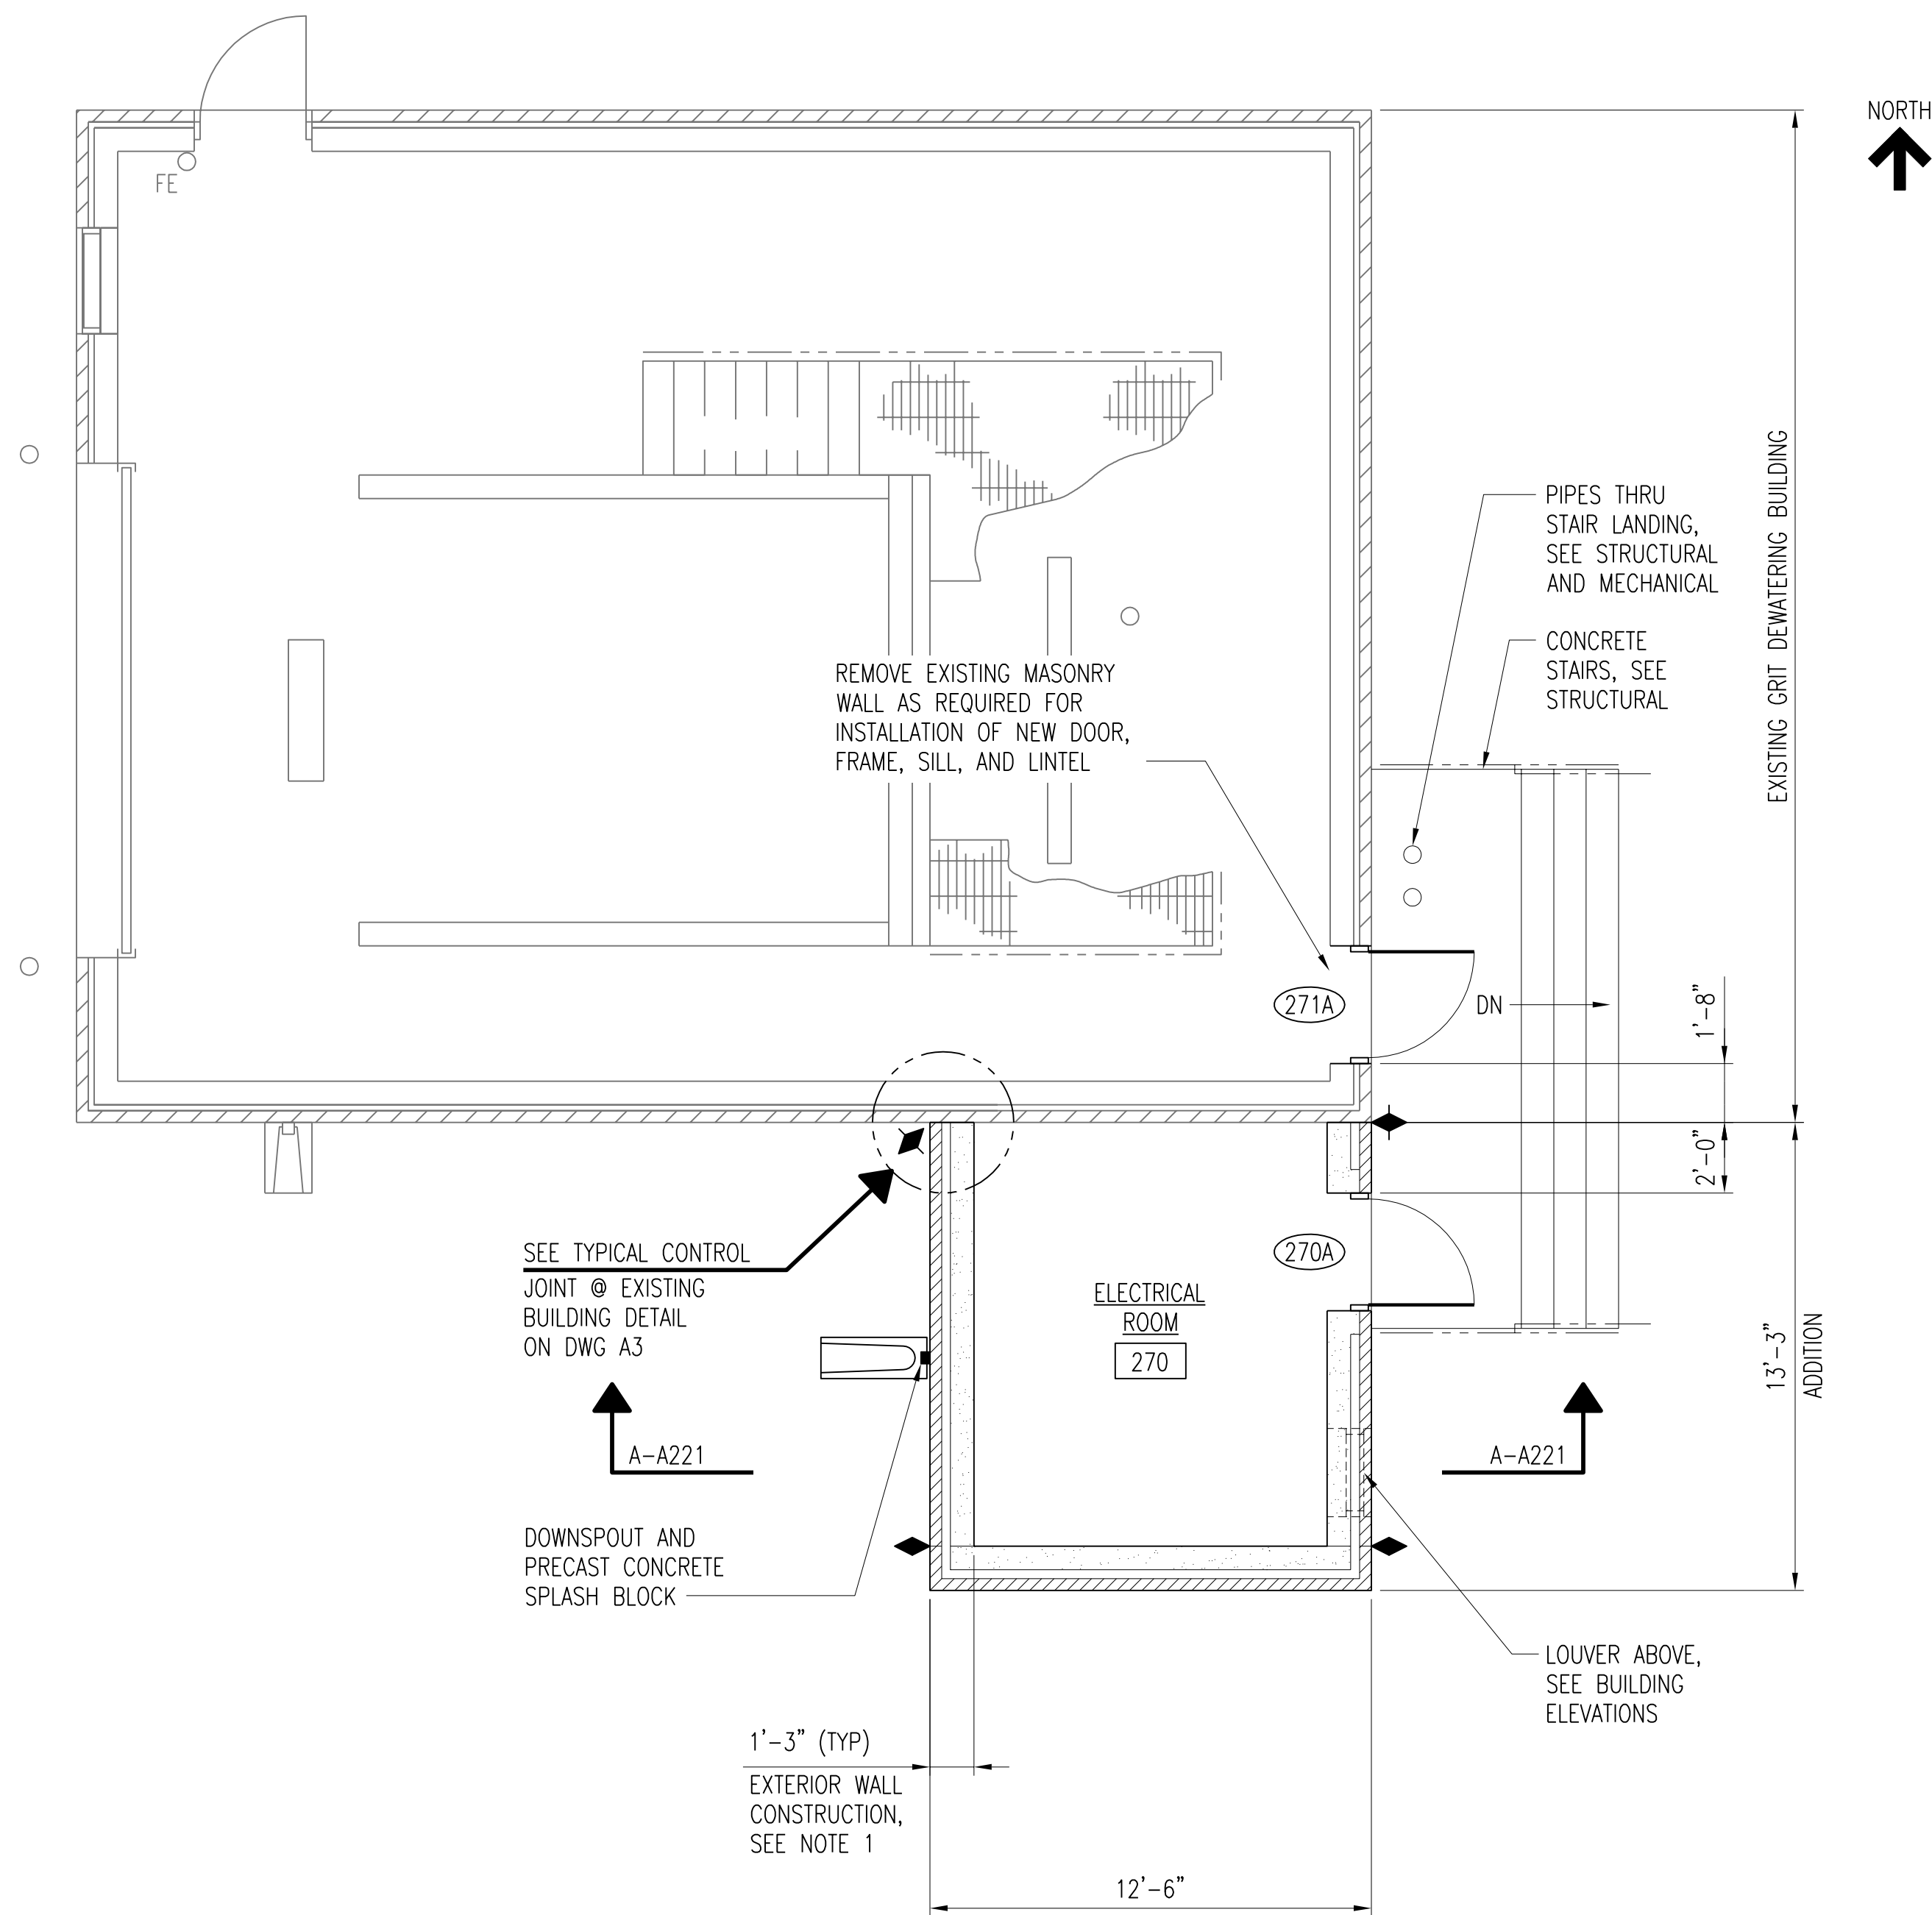 NORTH
FE
EXISTING GRIT DEWATERING BUILDING
PIPES THRU
STAIR LANDING,
SEE STRUCTURAL
AND MECHANICAL
CONCRETE
STAIRS, SEE
STRUCTURAL
REMOVE EXISTING MASONRY
WALL AS REQUIRED FOR
INSTALLATION OF NEW DOOR,
FRAME, SILL, AND LINTEL
271A
DN
1'-8"
2'-0"
SEE TYPICAL CONTROL
JOINT @ EXISTING
BUILDING DETAIL
ON DWG A3
270A
ELECTRICAL
ROOM
270
13'-3"
ADDITION
A-A221
A-A221
DOWNSPOUT AND
PRECAST CONCRETE
SPLASH BLOCK
LOUVER ABOVE,
SEE BUILDING
ELEVATIONS
1'-3" (TYP)
EXTERIOR WALL
CONSTRUCTION,
SEE NOTE 1
12'-6"